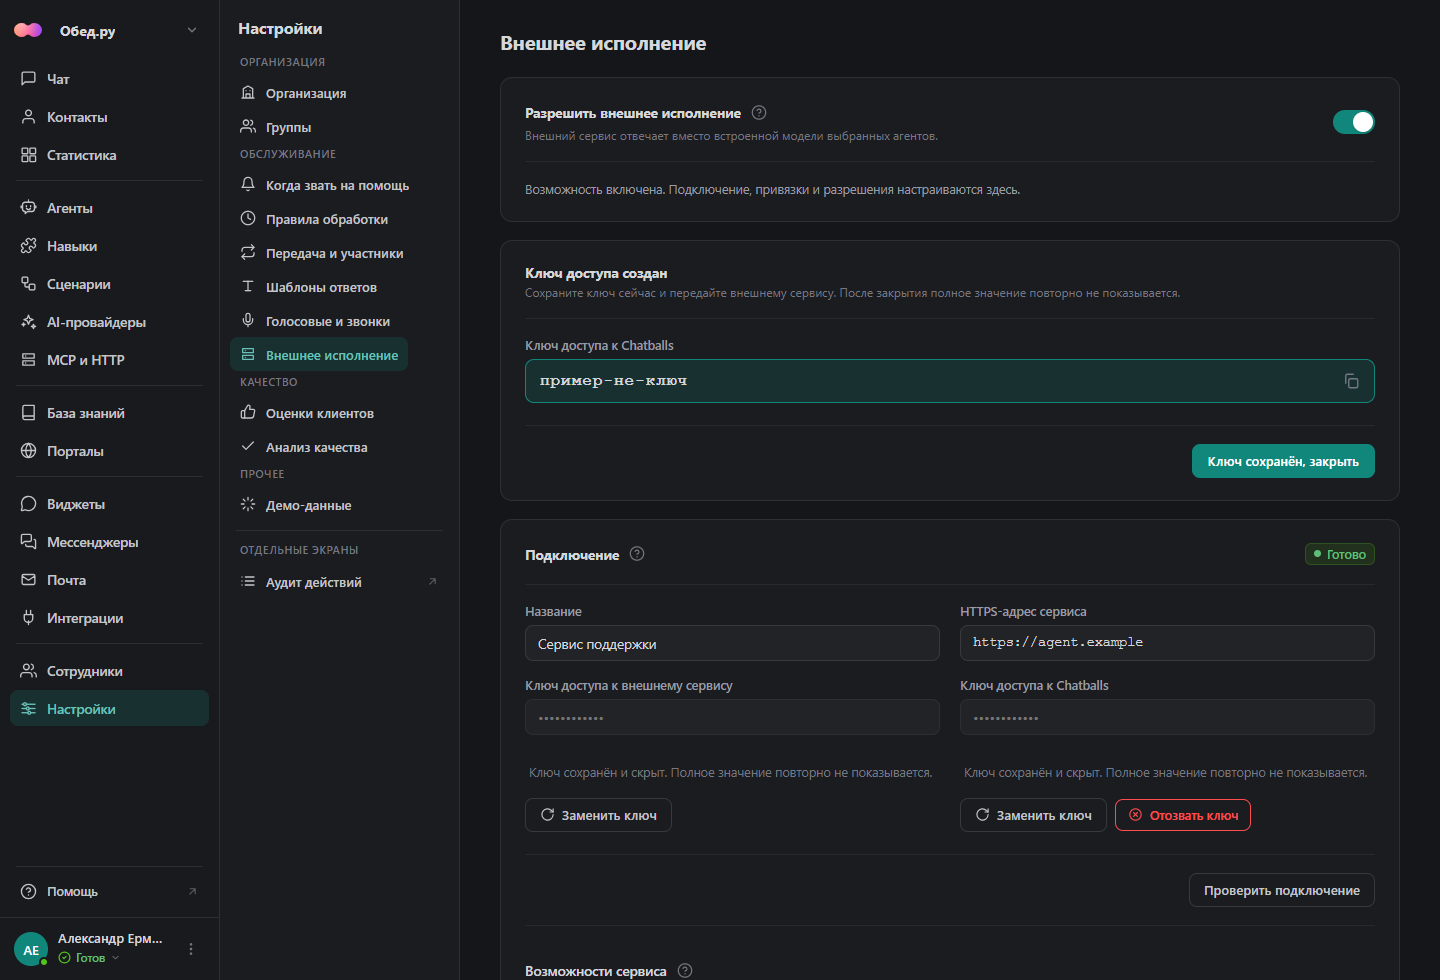 Обед.ру
Чат
Контакты
Статистика
Агенты
Навыки
Сценарии
AI-провайдеры
MCP и HTTP
База знаний
Порталы
Виджеты
Мессенджеры
Почта
Интеграции
Сотрудники
Настройки
Помощь
АЕ
Александр Ерм...
Готов
Настройки
ОРГАНИЗАЦИЯ
Организация
Группы
ОБСЛУЖИВАНИЕ
Когда звать на помощь
Правила обработки
Передача и участники
Шаблоны ответов
Голосовые и звонки
Внешнее исполнение
КАЧЕСТВО
Оценки клиентов
Анализ качества
ПРОЧЕЕ
Демо-данные
ОТДЕЛЬНЫЕ ЭКРАНЫ
Аудит действий
Внешнее исполнение
Разрешить внешнее исполнение
Внешний сервис отвечает вместо встроенной модели выбранных агентов.
Возможность включена. Подключение, привязки и разрешения настраиваются здесь.
Ключ доступа создан
Сохраните ключ сейчас и передайте внешнему сервису. После закрытия полное значение повторно не показывается.
Ключ доступа к Chatballs
пример-не-ключ
Ключ сохранён, закрыть
Подключение
Готово
Название
HTTPS-адрес сервиса
Сервис поддержки
https://agent.example
Ключ доступа к внешнему сервису
Ключ доступа к Chatballs
••••••••••••
••••••••••••
Ключ сохранён и скрыт. Полное значение повторно не показывается.
Ключ сохранён и скрыт. Полное значение повторно не показывается.
Заменить ключ
Заменить ключ
Отозвать ключ
Проверить подключение
Возможности сервиса